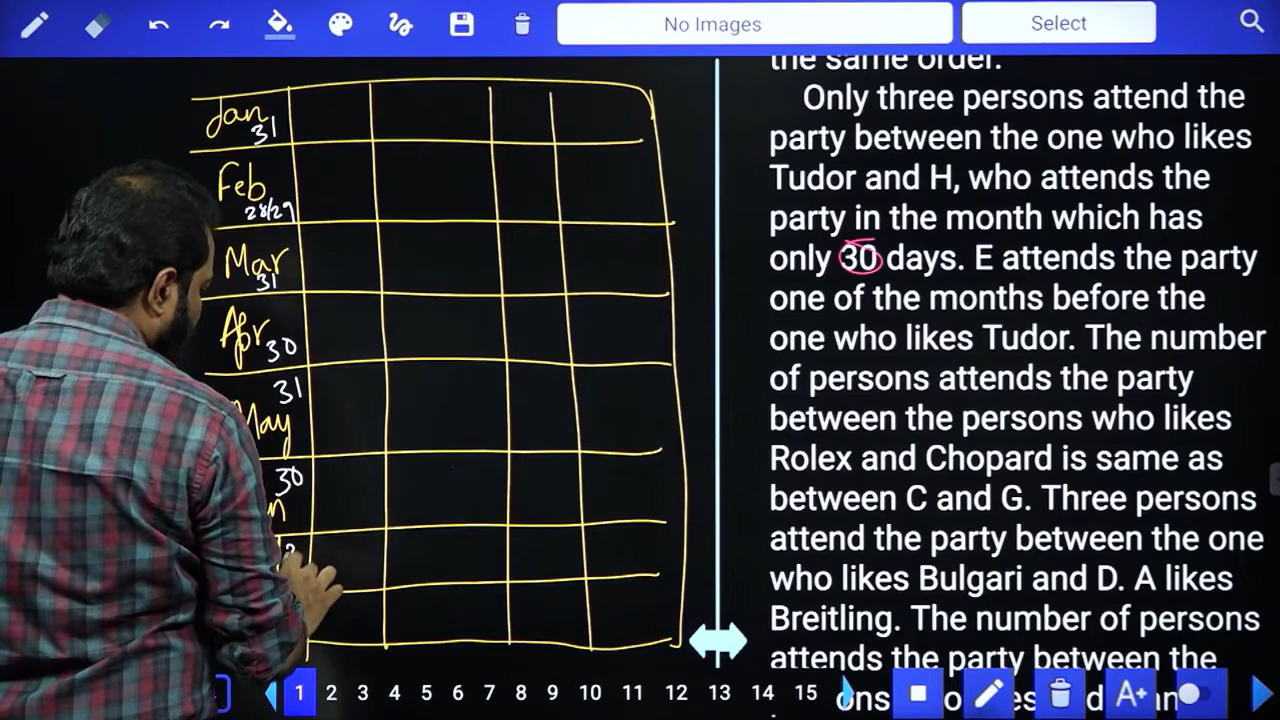 No Images
Select
Jan
31
Feb
28/29
Mar
31
Apr
30
31
May
30
the same order.
Only three persons attend the
party between the one who likes
Tudor and H, who attends the
party in the month which has
only 30 days. E attends the party
one of the months before the
one who likes Tudor. The number
of persons attends the party
between the persons who likes
Rolex and Chopard is same as
between C and G. Three persons
attend the party between the one
who likes Bulgari and D. A likes
Breitling. The number of persons
attends the party between the
1 2 3 4 5 6 7 8 9 10 11 12 13 14 15
A+